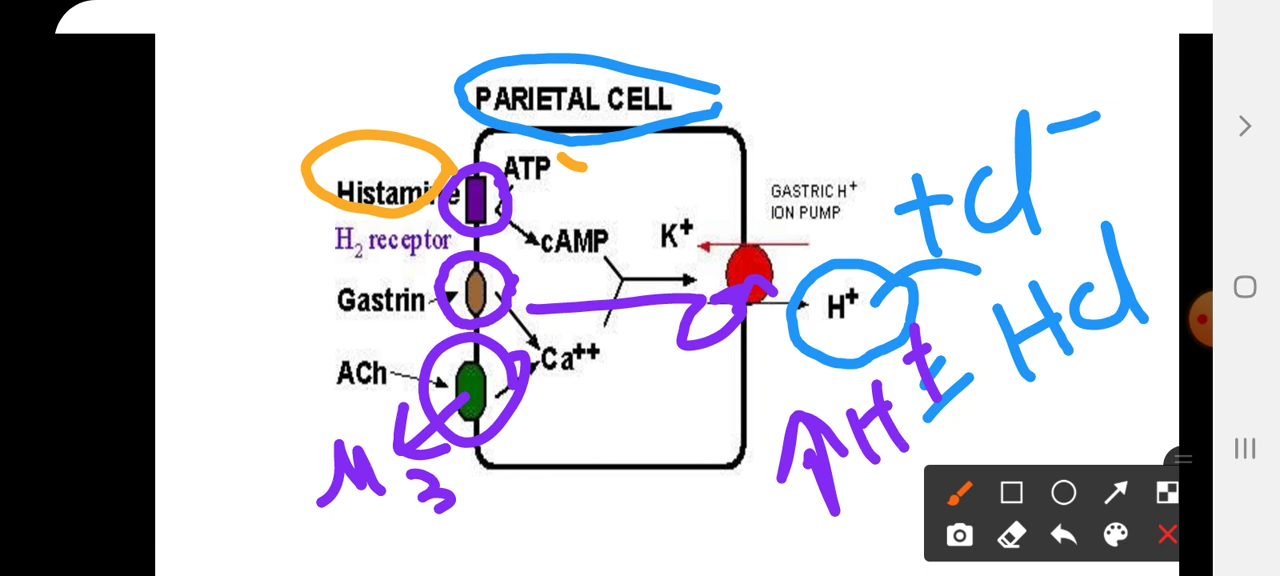 PARIETAL CELL
ATP
Histamine
H₂ receptor
cAMP
K⁺
GASTRIC H⁺
ION PUMP
+ Cl⁻
Gastrin
H⁺
HCl
ACh
Ca⁺⁺
M₃
↑H⁺